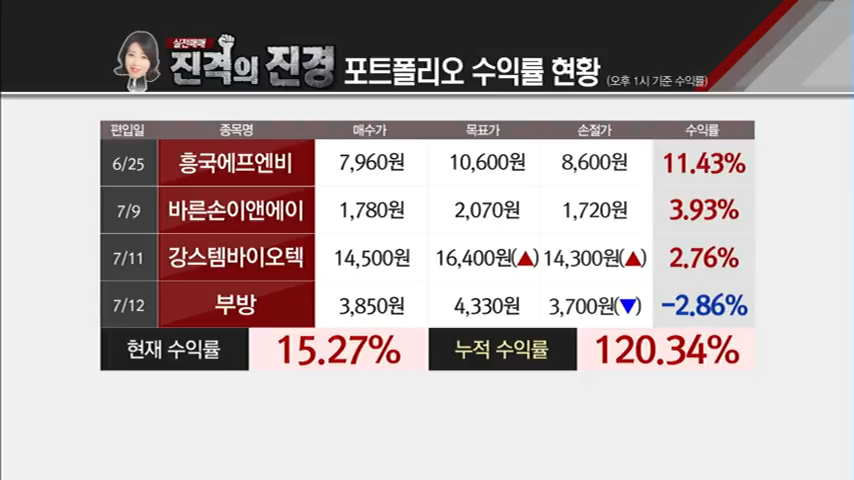 실전매매
진격의 진경 포트폴리오 수익률 현황 (오후 1시 기준 수익률)
편입일 종목명 매수가 목표가 손절가 수익률
6/25 흥국에프엔비 7,960원 10,600원 8,600원 11.43%
7/9 바른손이앤에이 1,780원 2,070원 1,720원 3.93%
7/11 강스템바이오텍 14,500원 16,400원(▲) 14,300원(▲) 2.76%
7/12 부방 3,850원 4,330원 3,700원(▼) -2.86%
현재 수익률 15.27% 누적 수익률 120.34%